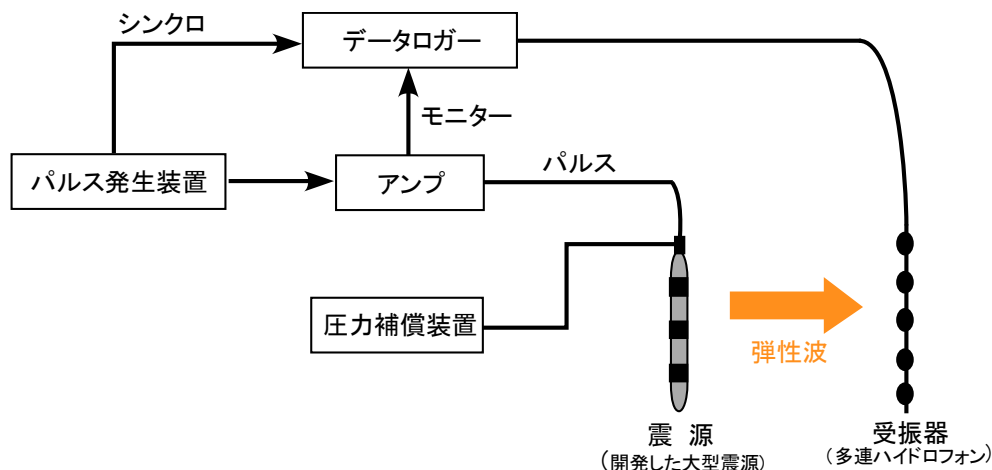 シンクロ
データロガー
モニター
パルス発生装置
アンプ
パルス
圧力補償装置
弾性波
震 源
(開発した大型震源)
受振器
(多連ハイドロフォン)